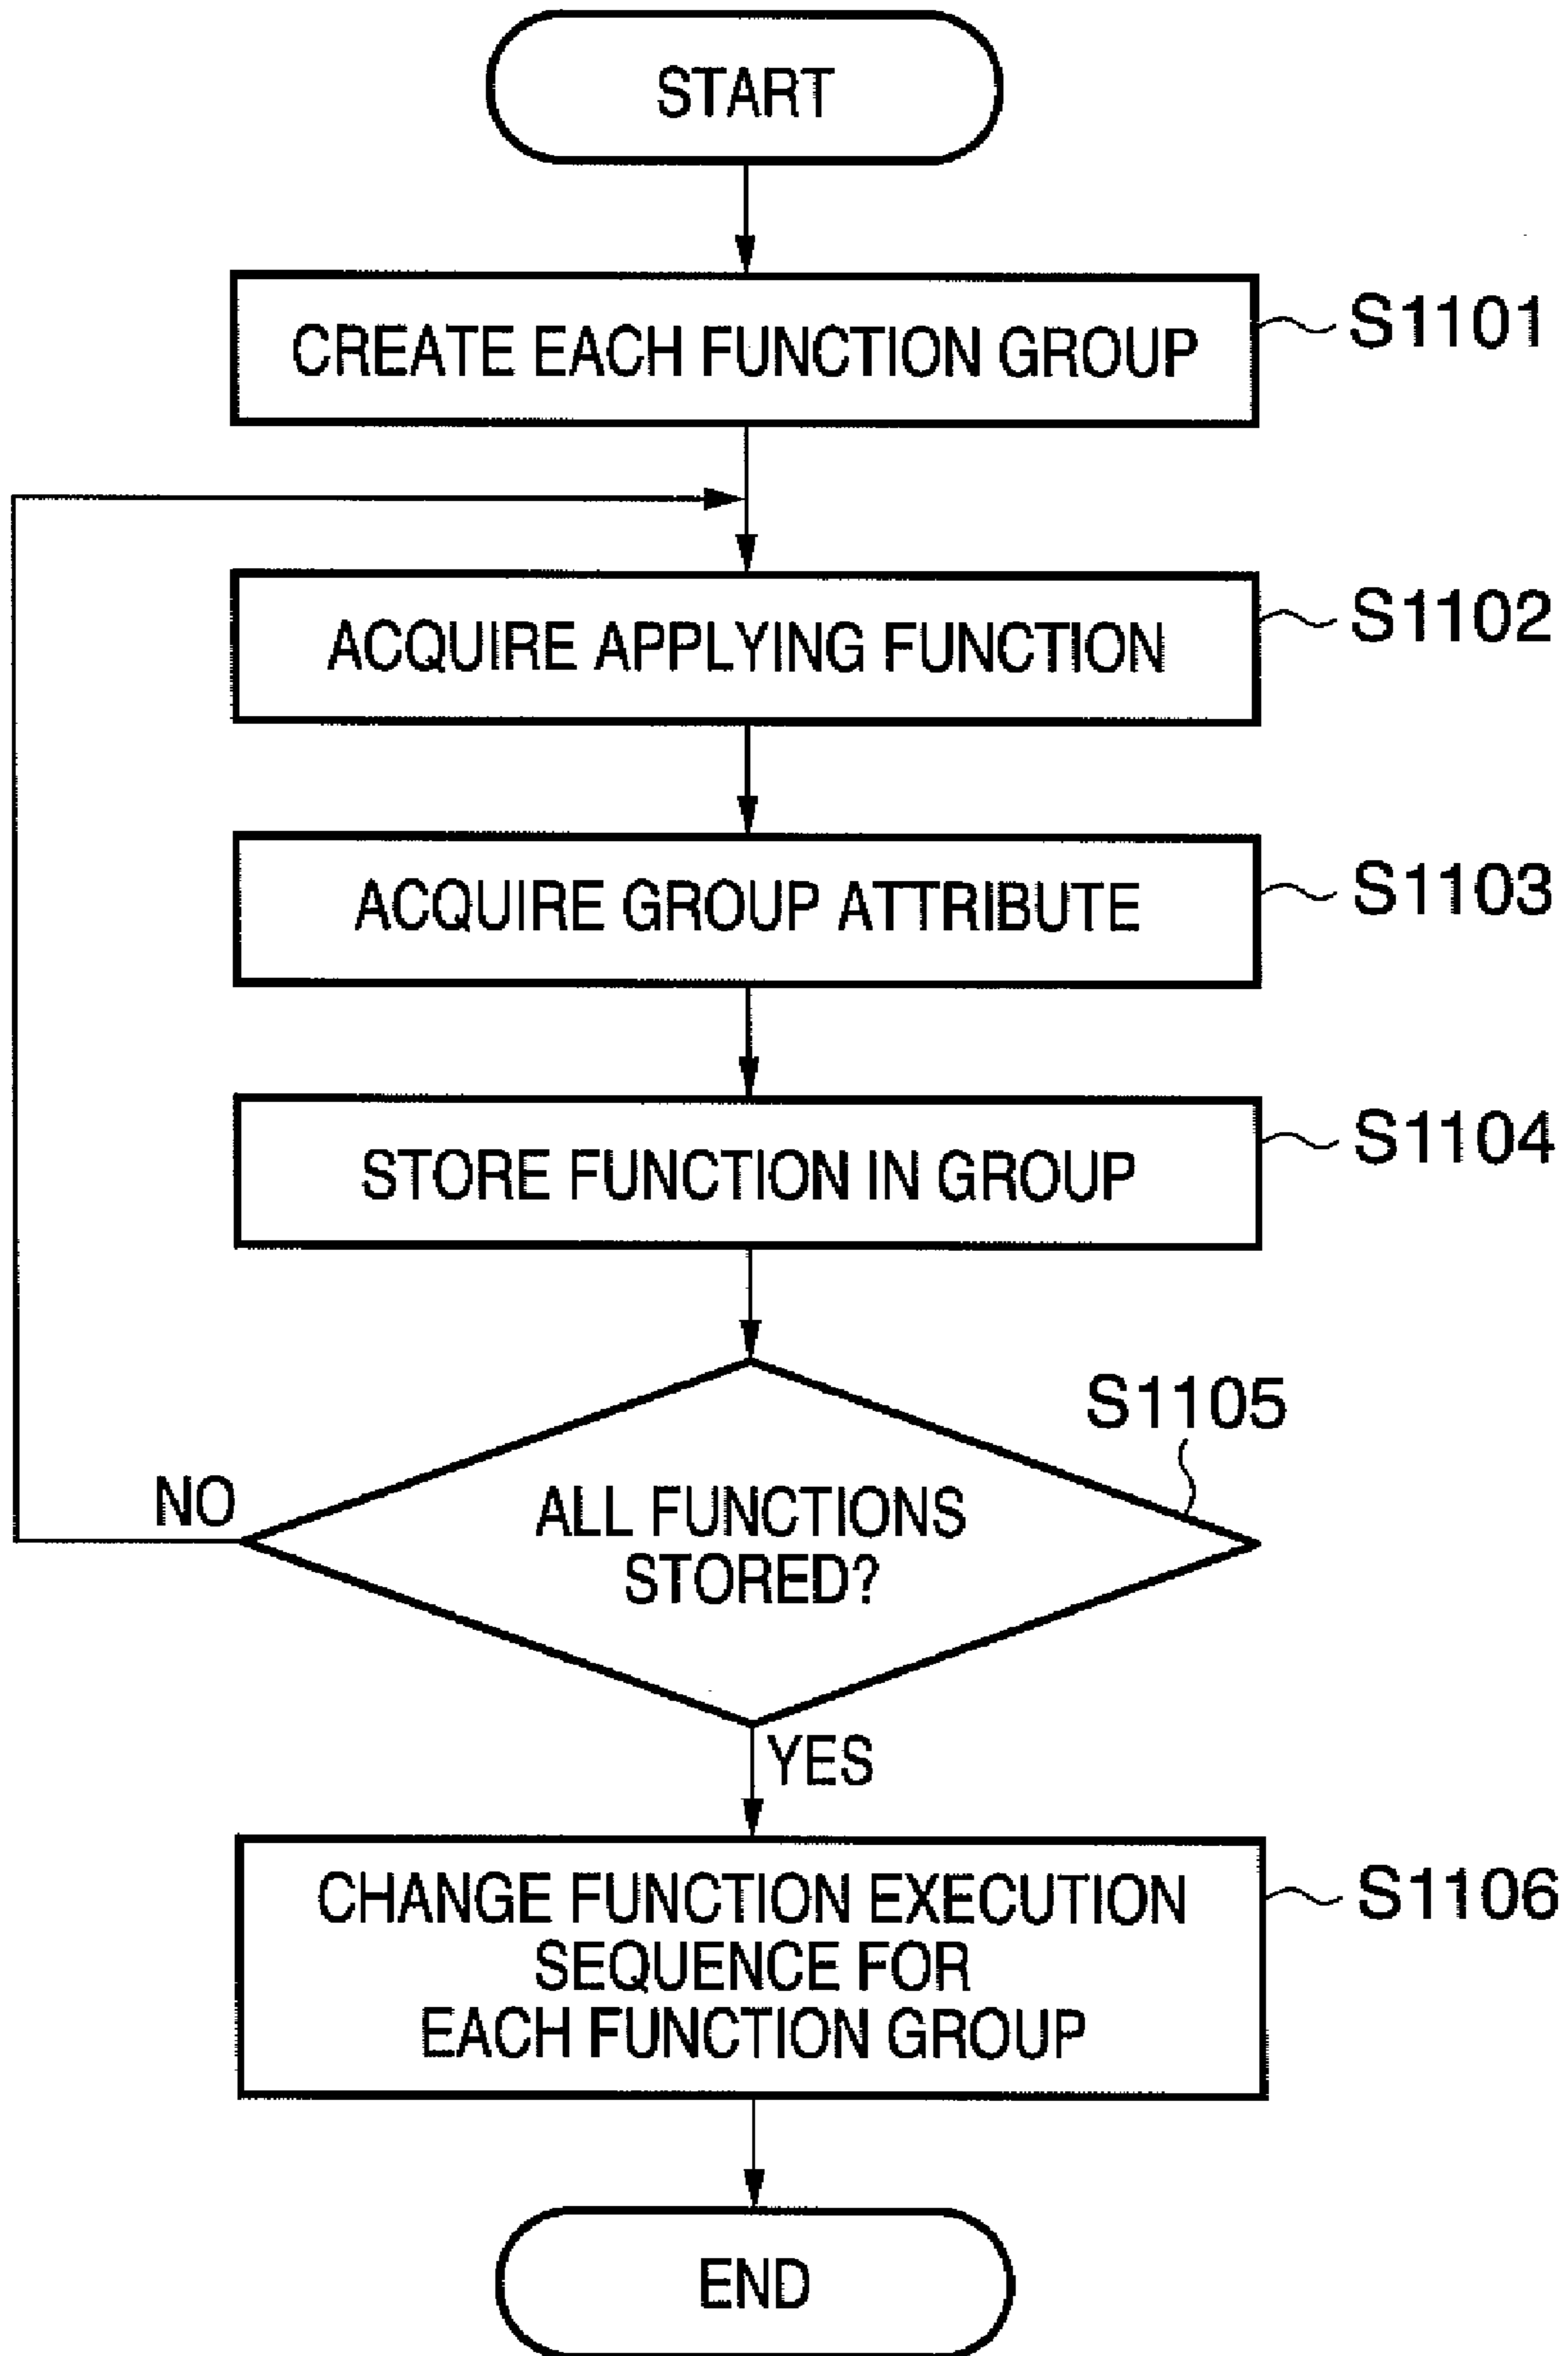 START
CREATE EACH FUNCTION GROUP
S1101
ACQUIRE APPLYING FUNCTION
S1102
ACQUIRE GROUP ATTRIBUTE
S1103
STORE FUNCTION IN GROUP
S1104
S1105
ALL FUNCTIONS
STORED?
NO
YES
CHANGE FUNCTION EXECUTION
SEQUENCE FOR
EACH FUNCTION GROUP
S1106
END